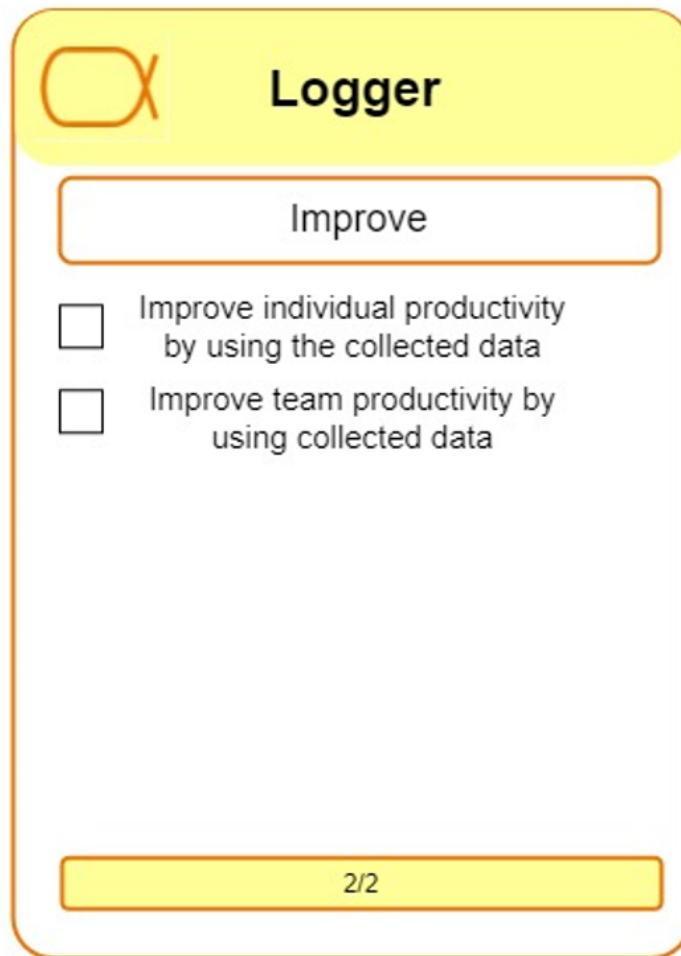 Logger
Improve
Improve individual productivity
by using the collected data
Improve team productivity by
using collected data
2/2